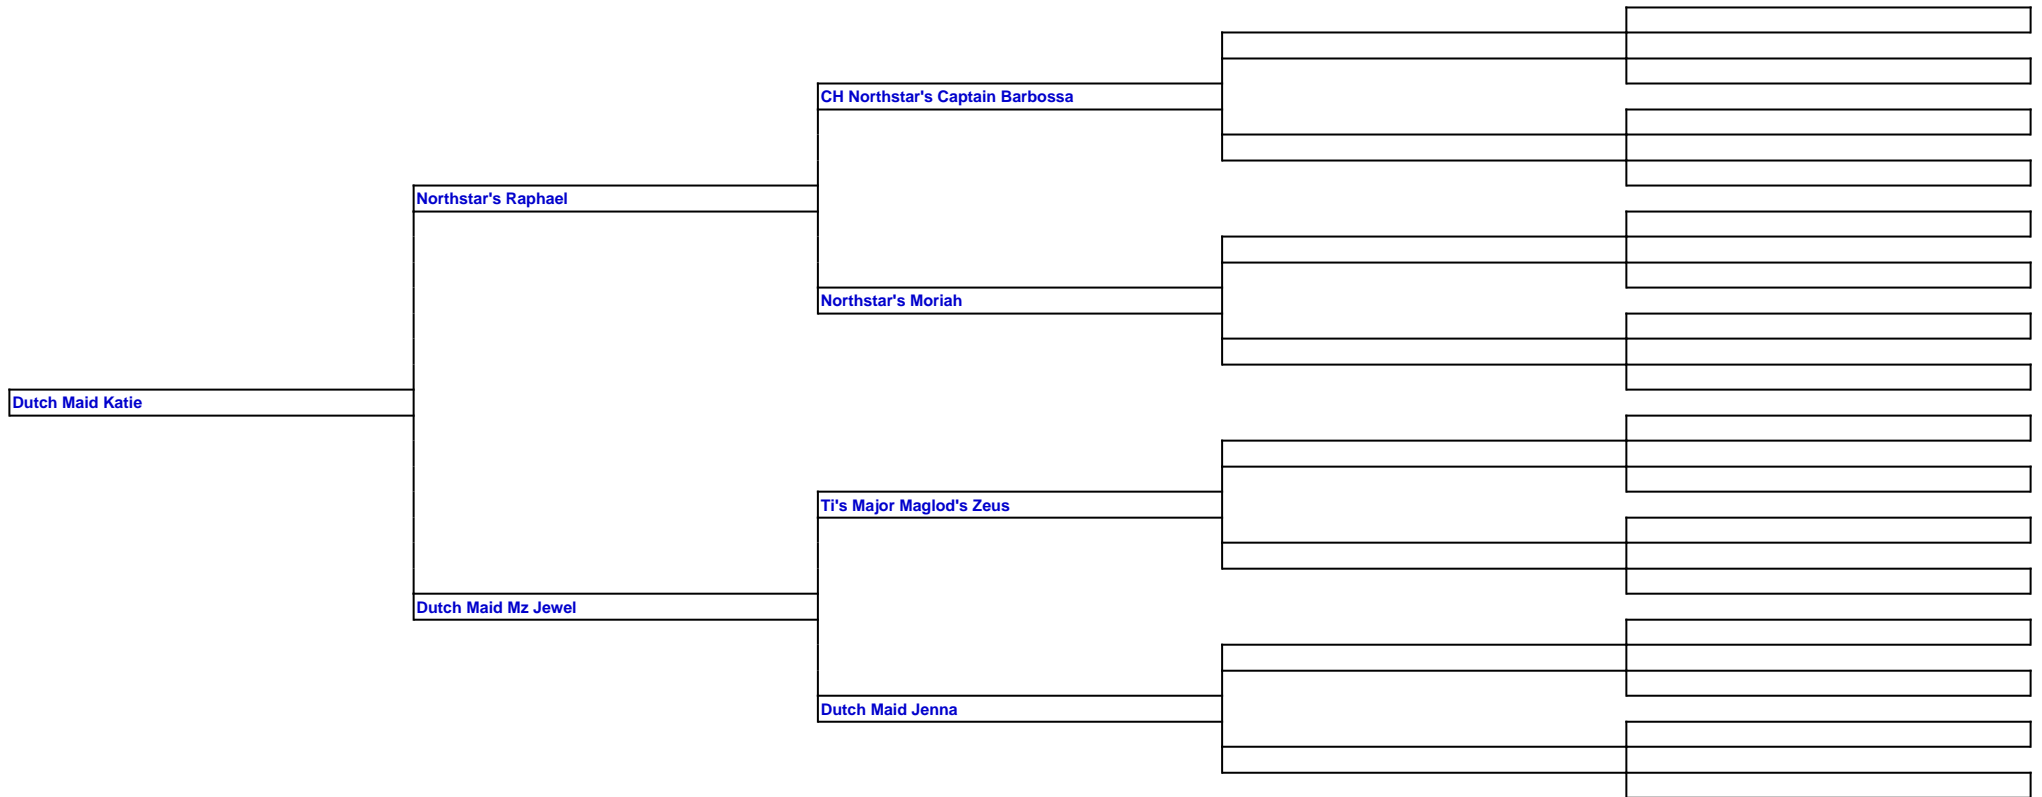 CH Northstar's Captain Barbossa
Northstar's Raphael
Northstar's Moriah
Dutch Maid Katie
Ti's Major Maglod's Zeus
Dutch Maid Mz Jewel
Dutch Maid Jenna